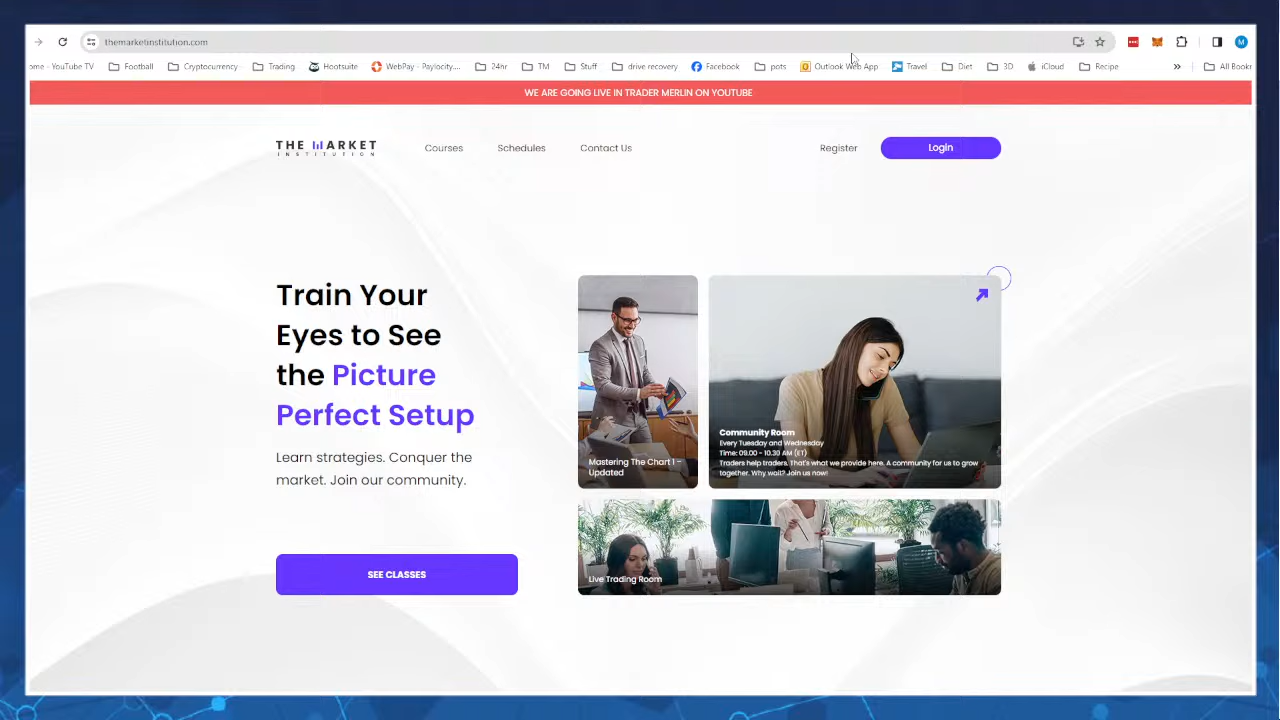 themarketinstitution.com
ome - YouTube TV
Football
Cryptocurrency
Trading
Hootsuite
WebPay - Paylocity,...
24hr
TM
Stuff
drive recovery
Facebook
pots
Outlook Web App
Travel
Diet
3D
iCloud
Recipe
»
All Bookr
WE ARE GOING LIVE IN TRADER MERLIN ON YOUTUBE
THE MARKET
INSTITUTION
Courses
Schedules
Contact Us
Register
Login
Train Your
Eyes to See
the Picture
Perfect Setup
Learn strategies. Conquer the
market. Join our community.
SEE CLASSES
Mastering The Chart 1 -
Updated
Community Room
Every Tuesday and Wednesday
Time: 09.00 - 10.30 AM (ET)
Traders help traders. That's what we provide here. A community for us to grow
together. Why wait? Join us now!
Live Trading Room